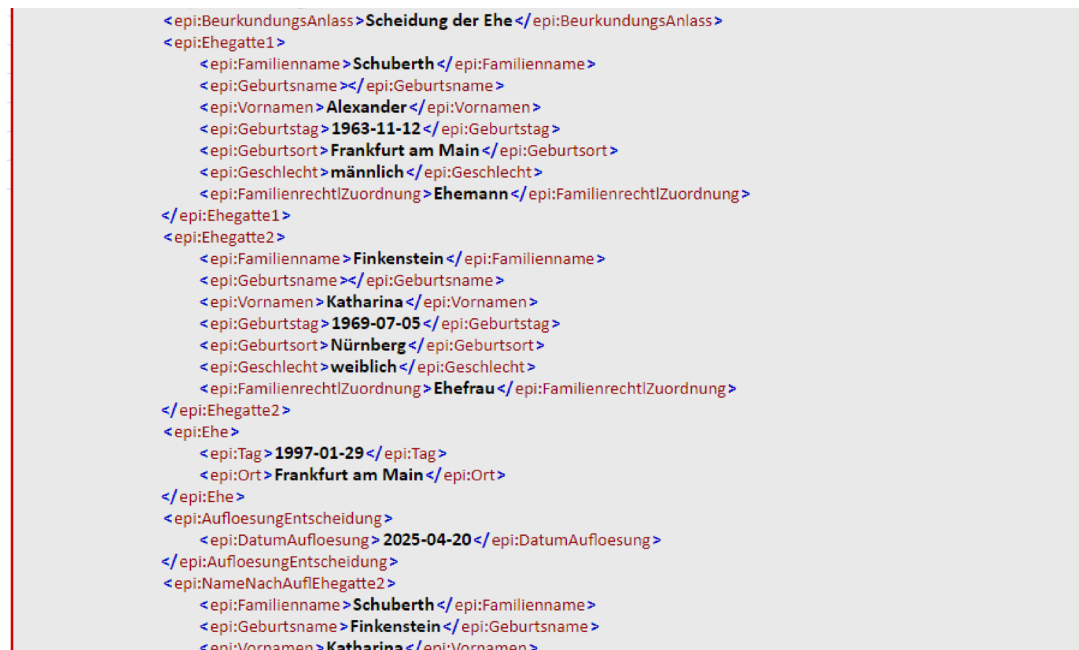 <epi:BeurkundungsAnlass>Scheidung der Ehe</epi:BeurkundungsAnlass>
<epi:Ehegatte1>
<epi:Familienname>Schuberth</epi:Familienname>
<epi:Geburtsname></epi:Geburtsname>
<epi:Vornamen>Alexander</epi:Vornamen>
<epi:Geburtstag>1963-11-12</epi:Geburtstag>
<epi:Geburtsort>Frankfurt am Main</epi:Geburtsort>
<epi:Geschlecht>männlich</epi:Geschlecht>
<epi:FamilienrechtlZuordnung>Ehemann</epi:FamilienrechtlZuordnung>
</epi:Ehegatte1>
<epi:Ehegatte2>
<epi:Familienname>Finkenstein</epi:Familienname>
<epi:Geburtsname></epi:Geburtsname>
<epi:Vornamen>Katharina</epi:Vornamen>
<epi:Geburtstag>1969-07-05</epi:Geburtstag>
<epi:Geburtsort>Nürnberg</epi:Geburtsort>
<epi:Geschlecht>weiblich</epi:Geschlecht>
<epi:FamilienrechtlZuordnung>Ehefrau</epi:FamilienrechtlZuordnung>
</epi:Ehegatte2>
<epi:Ehe>
<epi:Tag>1997-01-29</epi:Tag>
<epi:Ort>Frankfurt am Main</epi:Ort>
</epi:Ehe>
<epi:AufloesungEntscheidung>
<epi:DatumAufloesung>2025-04-20</epi:DatumAufloesung>
</epi:AufloesungEntscheidung>
<epi:NameNachAuflEhegatte2>
<epi:Familienname>Schuberth</epi:Familienname>
<epi:Geburtsname>Finkenstein</epi:Geburtsname>
<epi:Vornamen>Katharina</epi:Vornamen>